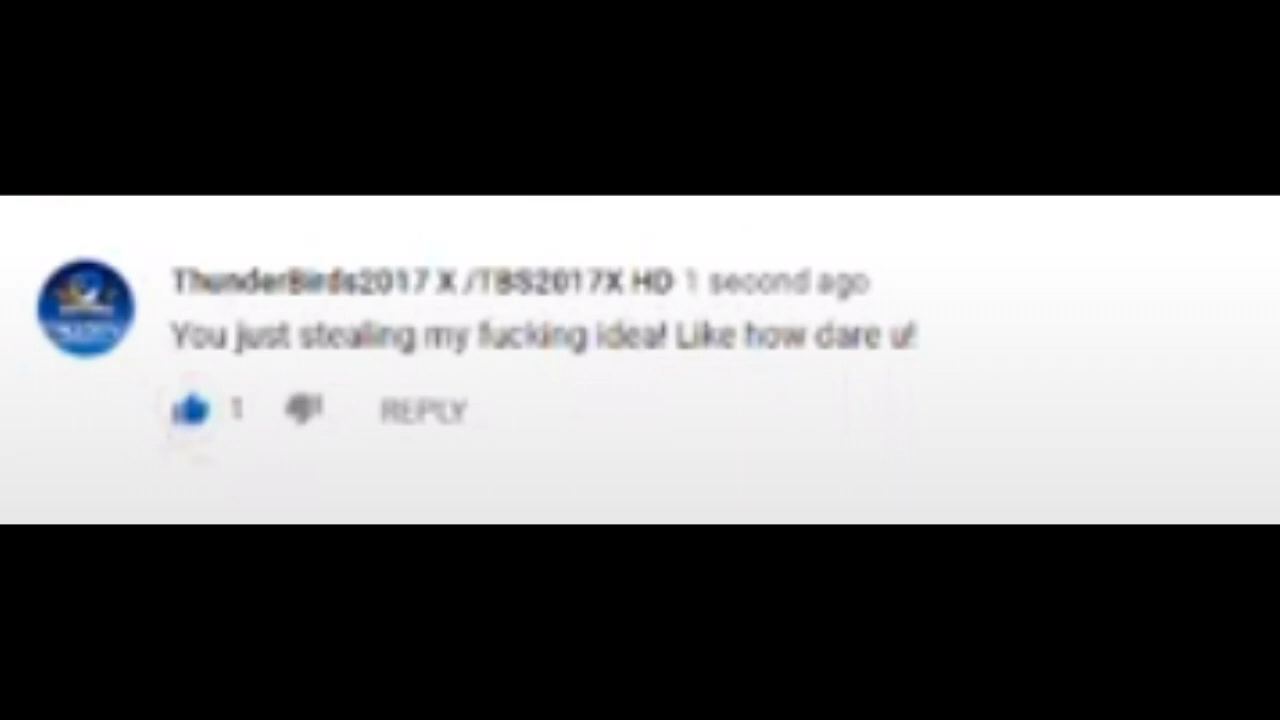 ThunderBirds2017 X /TBS2017X HD 1 second ago
You just stealing my fucking idea! Like how dare u!
1 REPLY